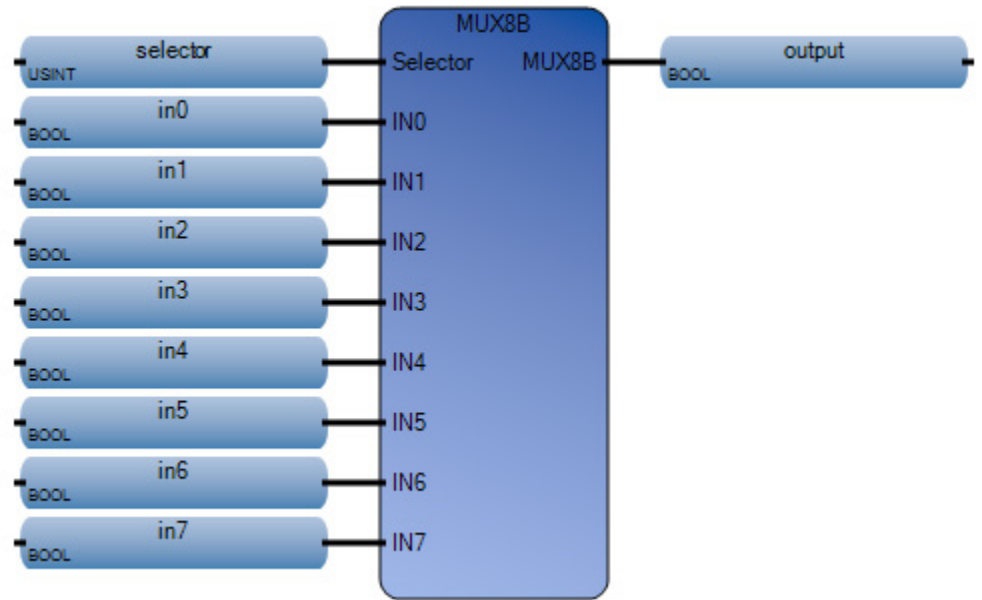 MUX8B
selector
USINT
Selector
MUX8B
output
BOOL
in0
BOOL
IN0
in1
BOOL
IN1
in2
BOOL
IN2
in3
BOOL
IN3
in4
BOOL
IN4
in5
BOOL
IN5
in6
BOOL
IN6
in7
BOOL
IN7